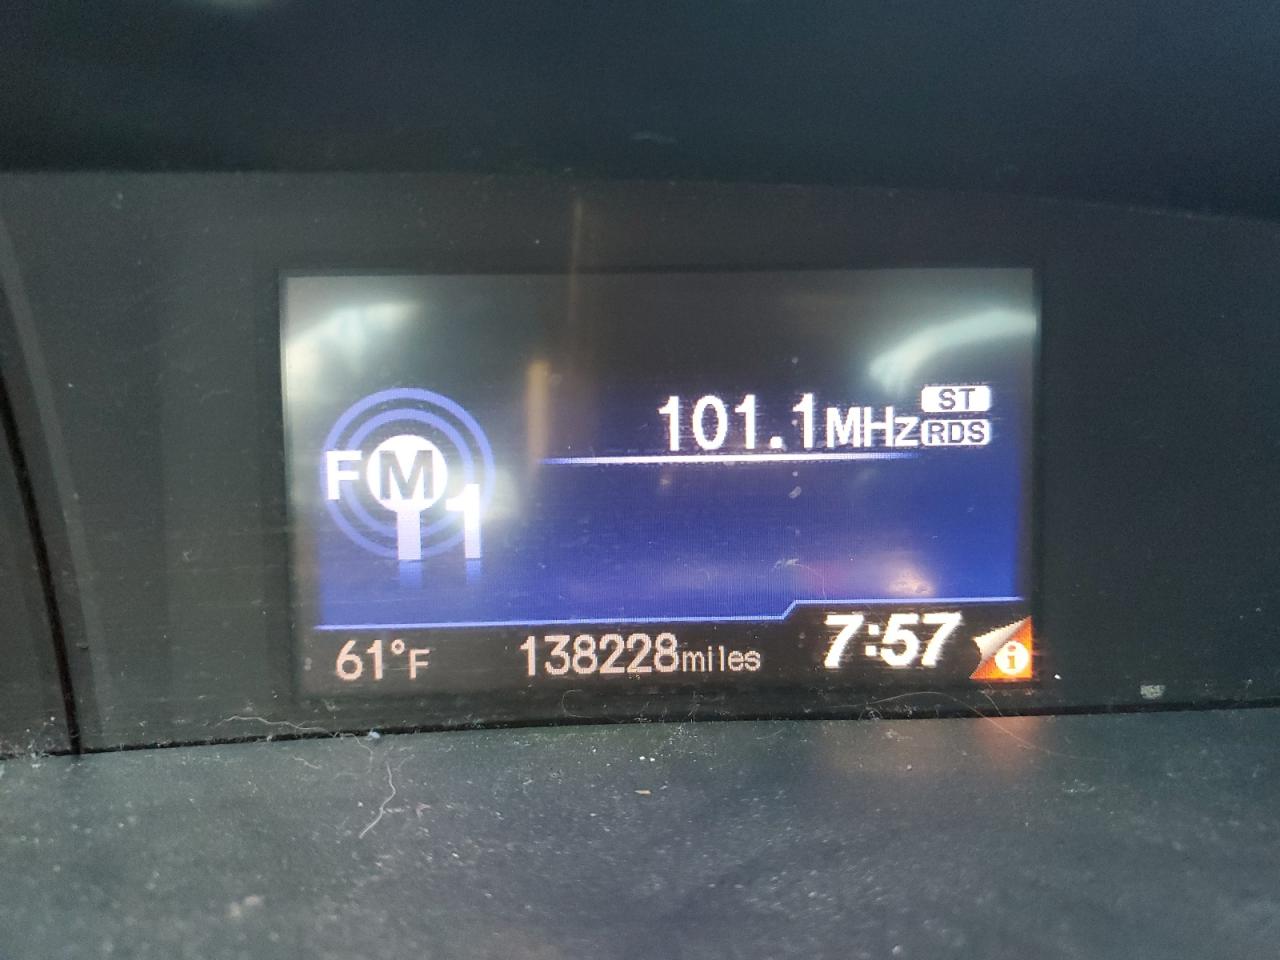 101.1MHz ST
RDS
FM1
61°F 138228miles 7:57 i